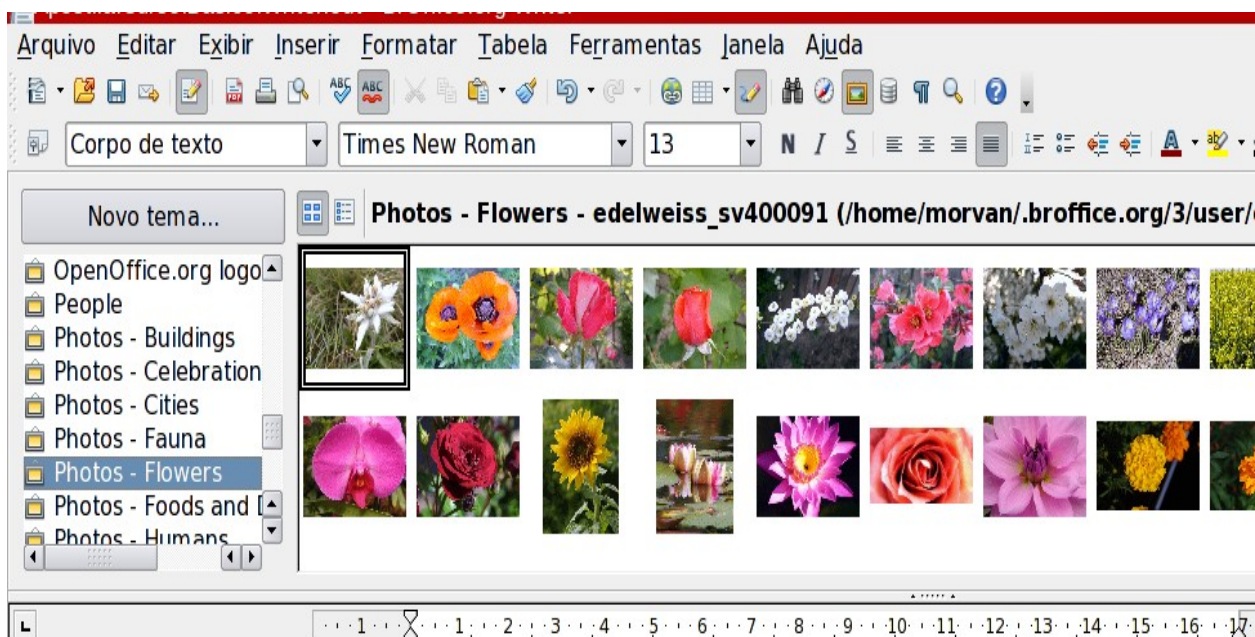 Arquivo Editar Exibir Inserir Formatar Tabela Ferramentas Janela Ajuda
Corpo de texto Times New Roman 13 N I S
Novo tema... Photos - Flowers - edelweiss_sv400091 (/home/morvan/.broffice.org/3/user/
OpenOffice.org logo
People
Photos - Buildings
Photos - Celebration
Photos - Cities
Photos - Fauna
Photos - Flowers
Photos - Foods and
Photos - Humans
1 1 2 3 4 5 6 7 8 9 10 11 12 13 14 15 16 17